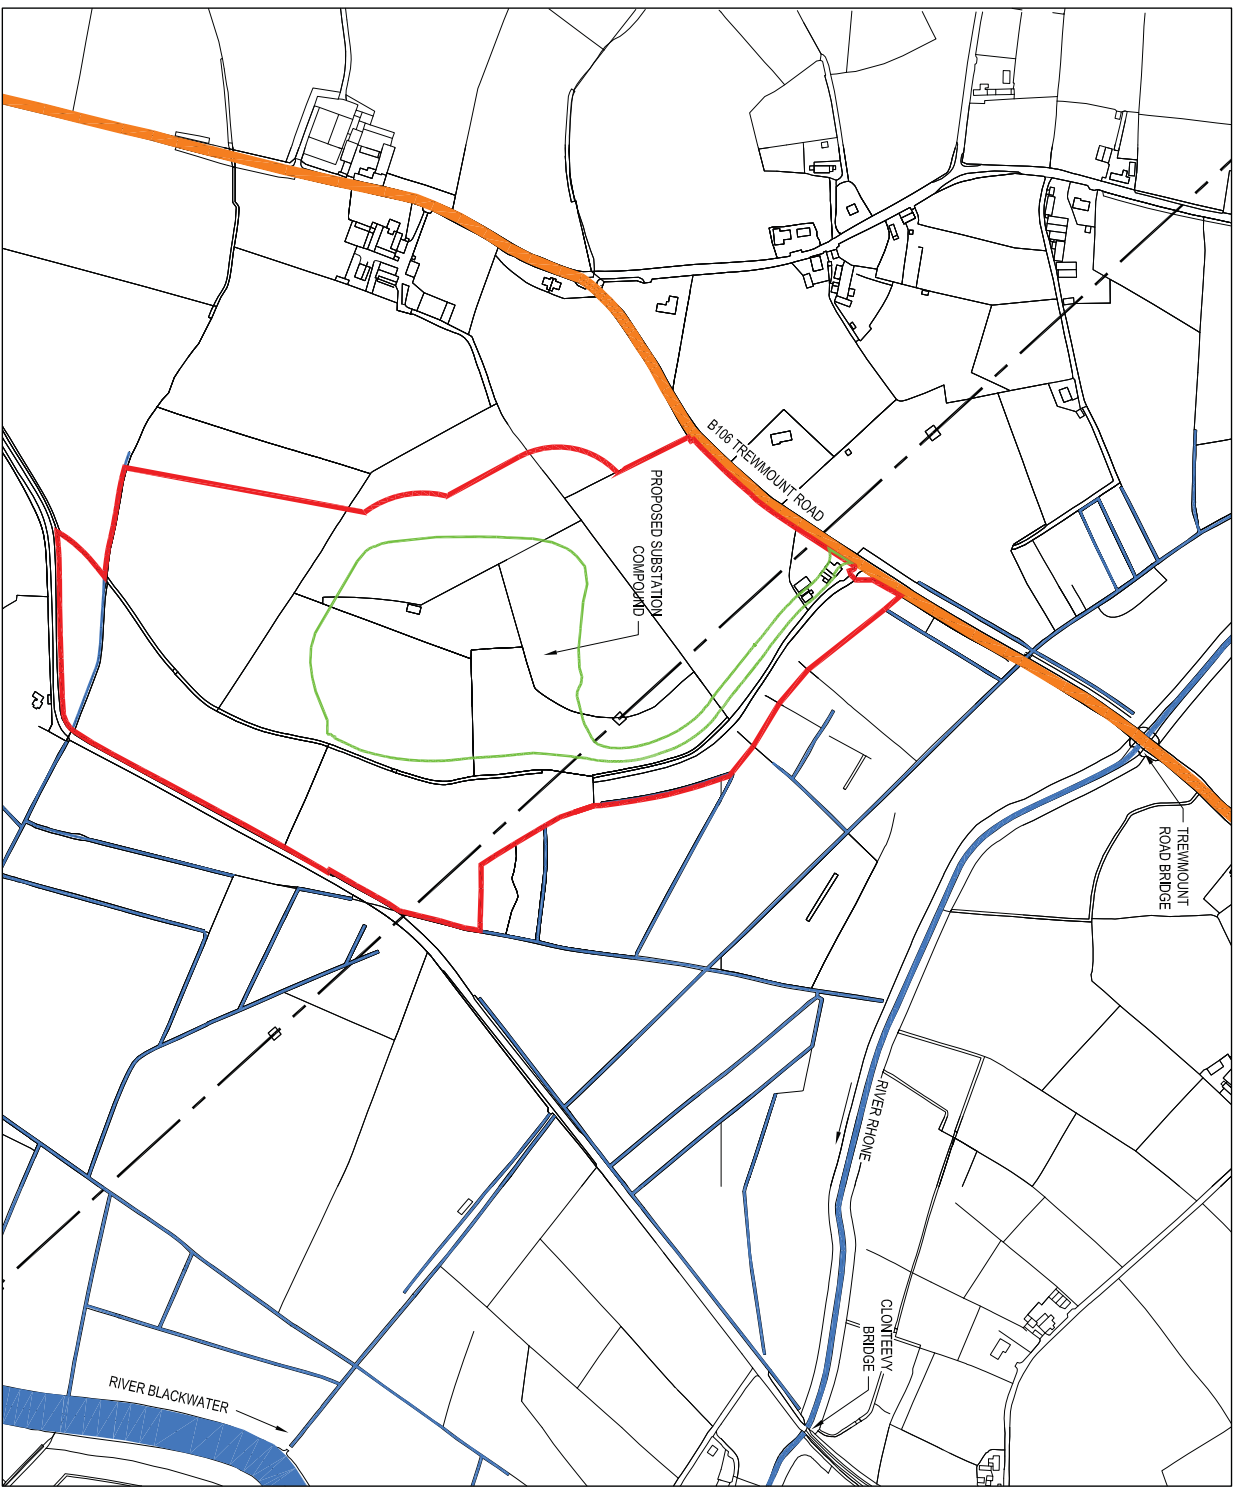 B106 TREWMOUNT ROAD
PROPOSED SUBSTATION
COMPOUND
TREWMOUNT
ROAD BRIDGE
RIVER RHONE
CLONTEEVY
BRIDGE
RIVER BLACKWATER